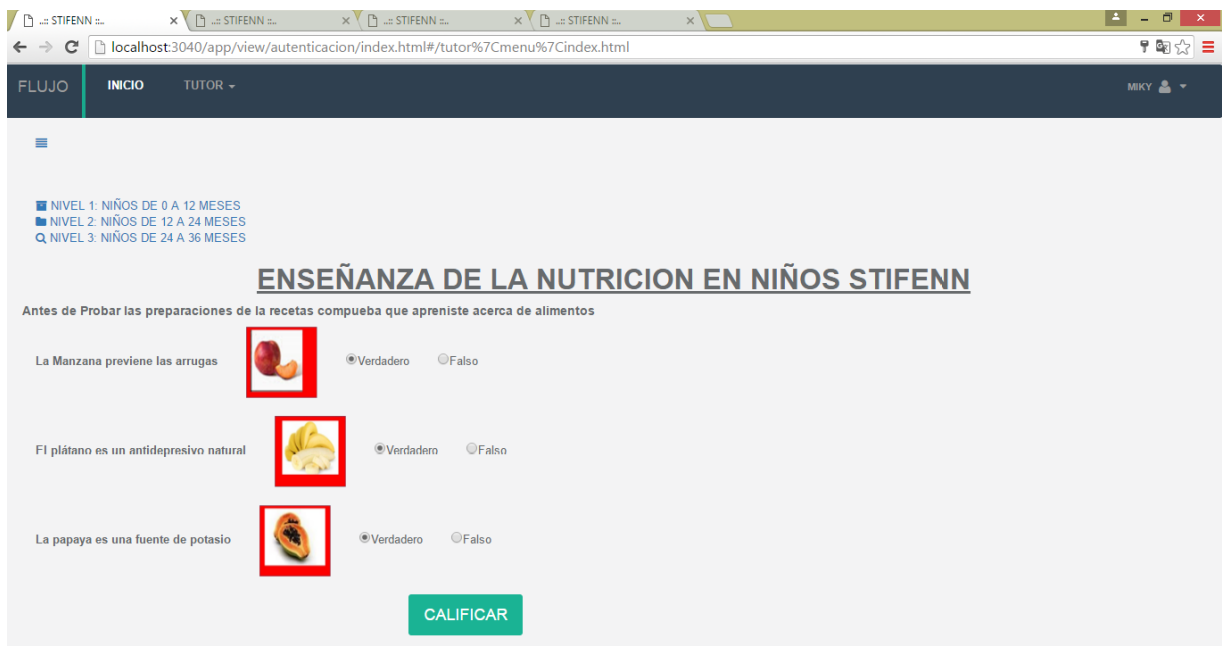 ..:: STIFENN ::.. ..:: STIFENN ::.. ..:: STIFENN ::.. ..:: STIFENN ::..
localhost:3040/app/view/autenticacion/index.html#/tutor%7Cmenu%7Cindex.html
FLUJO INICIO TUTOR MIKY
NIVEL 1: NIÑOS DE 0 A 12 MESES
NIVEL 2: NIÑOS DE 12 A 24 MESES
NIVEL 3: NIÑOS DE 24 A 36 MESES
ENSEÑANZA DE LA NUTRICION EN NIÑOS STIFENN
Antes de Probar las preparaciones de la recetas compueba que apreniste acerca de alimentos
La Manzana previene las arrugas Verdadero Falso
El plátano es un antidepresivo natural Verdadero Falso
La papaya es una fuente de potasio Verdadero Falso
CALIFICAR